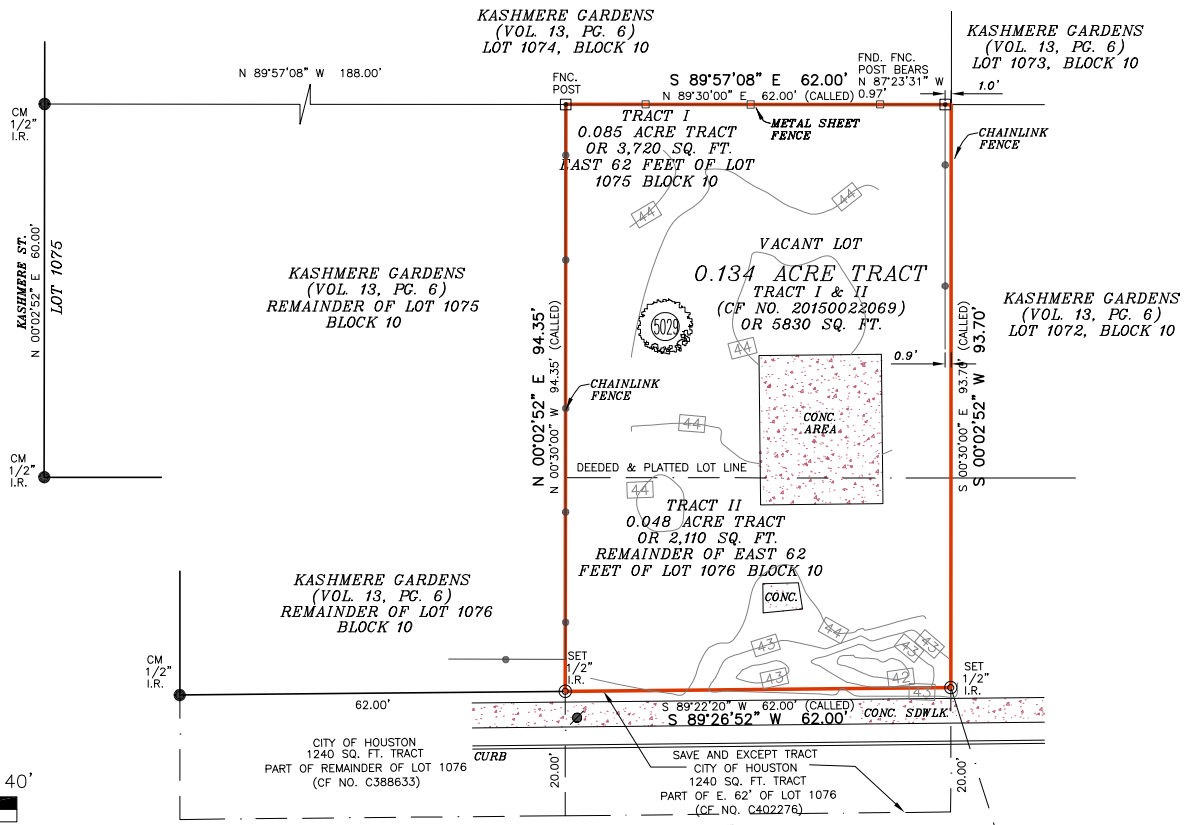 KASHMERE GARDENS
(VOL. 13, PG. 6)
LOT 1074, BLOCK 10
KASHMERE GARDENS
(VOL. 13, PG. 6)
LOT 1073, BLOCK 10
N 89°57'08" W 188.00'
FNC.
POST
S 89°57'08" E 62.00'
N 89°30'00" E 62.00' (CALLED)
FND. FNC.
POST BEARS
N 87°23'31" W
0.97'
1.0'
CM
1/2"
I.R.
METAL SHEET
FENCE
CHAINLINK
FENCE
TRACT I
0.085 ACRE TRACT
OR 3,720 SQ. FT.
EAST 62 FEET OF LOT
1075 BLOCK 10
44
44
KASHMERE ST.
N 00°02'52" E 60.00'
LOT 1075
KASHMERE GARDENS
(VOL. 13, PG. 6)
REMAINDER OF LOT 1075
BLOCK 10
VACANT LOT
0.134 ACRE TRACT
TRACT I & II
(CF NO. 20150022069)
OR 5830 SQ. FT.
5029
44
KASHMERE GARDENS
(VOL. 13, PG. 6)
LOT 1072, BLOCK 10
0.9'
N 00°02'52" E 94.35'
N 00°30'00" W 94.35' (CALLED)
CHAINLINK
FENCE
CONC.
AREA
S 00°30'00" E 93.70' (CALLED)
S 00°02'52" W 93.70'
44
CM
1/2"
I.R.
DEEDED & PLATTED LOT LINE
44
TRACT II
0.048 ACRE TRACT
OR 2,110 SQ. FT.
REMAINDER OF EAST 62
FEET OF LOT 1076 BLOCK 10
KASHMERE GARDENS
(VOL. 13, PG. 6)
REMAINDER OF LOT 1076
BLOCK 10
CONC.
44
43
43
43
43
42
43
CM
1/2"
I.R.
SET
1/2"
I.R.
SET
1/2"
I.R.
62.00'
S 89°22'20" W 62.00' (CALLED)
S 89°26'52" W 62.00'
CONC. SDWLK.
CITY OF HOUSTON
1240 SQ. FT. TRACT
PART OF REMAINDER OF LOT 1076
(CF NO. C388633)
CURB
20.00'
SAVE AND EXCEPT TRACT
CITY OF HOUSTON
1240 SQ. FT. TRACT
PART OF E. 62' OF LOT 1076
(CF NO. C402276)
20.00'
40'